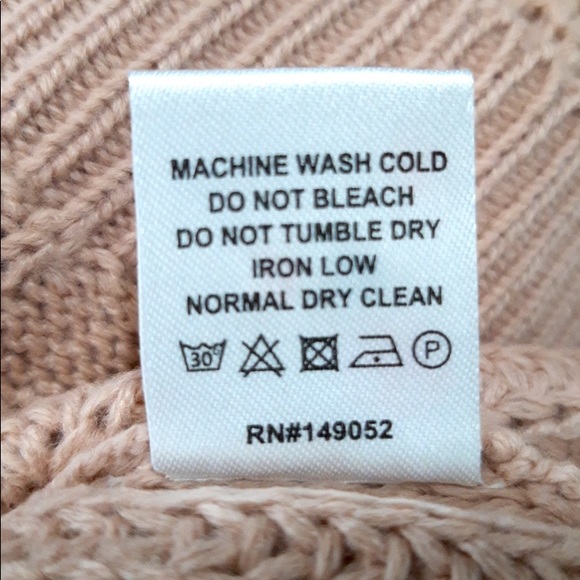 MACHINE WASH COLD
DO NOT BLEACH
DO NOT TUMBLE DRY
IRON LOW
NORMAL DRY CLEAN
30° P
RN#149052